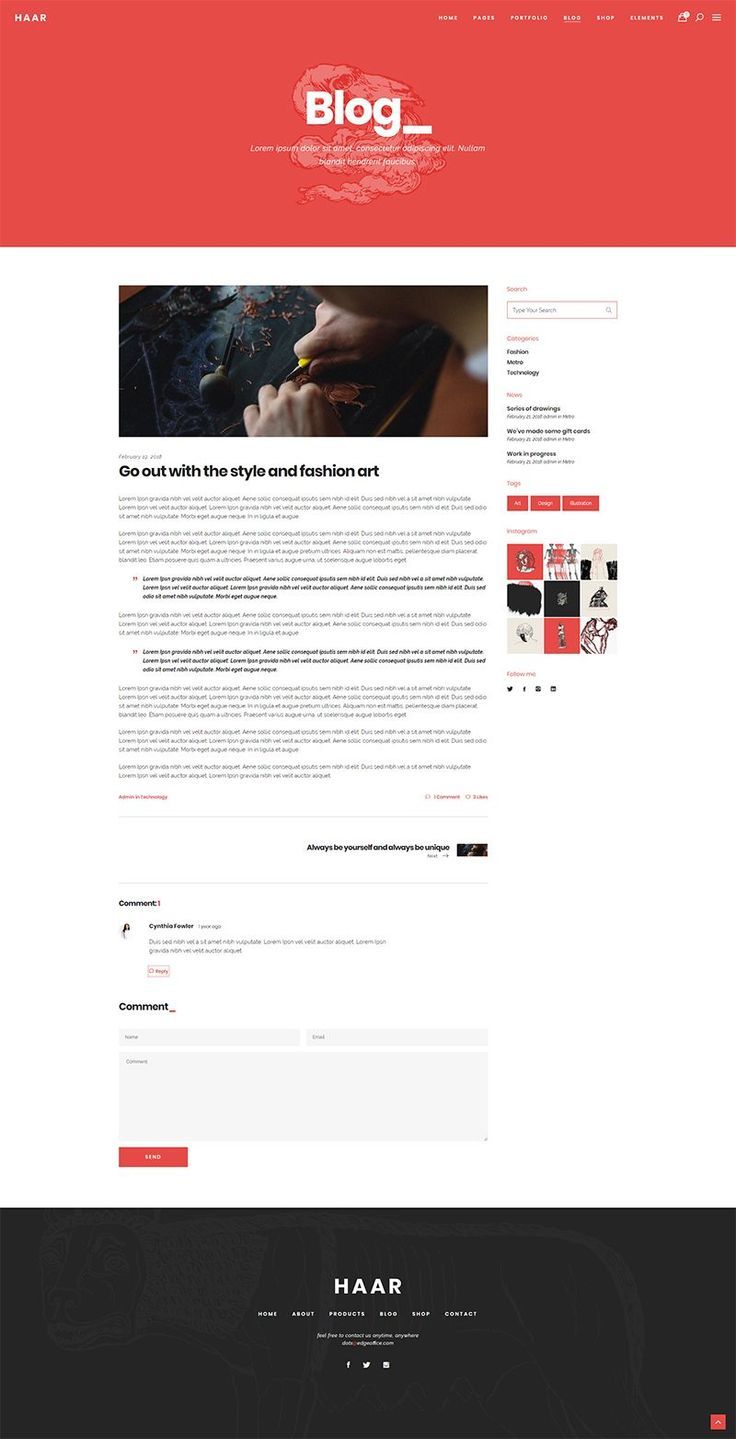 HAAR
HOME PAGES PORTFOLIO BLOG SHOP ELEMENTS
Blog_
Lorem ipsum dolor sit amet, consectetur adipiscing elit. Nullam
blandit hendrerit faucibus.
February 12, 2018
Go out with the style and fashion art
Lorem Ipsn gravida nibh vel velit auctor aliquet. Aene sollic consequat ipsutis sem nibh id elit. Duis sed nibh vel a sit amet nibh vulputate.
Lorem Ipsn vel velit auctor aliquet. Lorem Ipsn gravida nibh vel velit auctor aliquet. Aene sollic consequat ipsutis sem nibh id elit. Duis sed odio
sit amet nibh vulputate. Morbi eget augue neque. In in ligula et augue.
Lorem Ipsn gravida nibh vel velit auctor aliquet. Aene sollic consequat ipsutis sem nibh id elit. Duis sed nibh vel a sit amet nibh vulputate.
Lorem Ipsn vel velit auctor aliquet. Lorem Ipsn gravida nibh vel velit auctor aliquet. Aene sollic consequat ipsutis sem nibh id elit. Duis sed odio
sit amet nibh vulputate. Morbi eget augue neque. In in ligula et augue pretium ultrices. Aliquam non est mattis, pellentesque diam placerat,
blandit leo. Etiam posuere quis quam a ultricies. Praesent varius augue urna, ut scelerisque augue lobortis eget.
" Lorem Ipsn gravida nibh vel velit auctor aliquet. Aene sollic consequat ipsutis sem nibh id elit. Duis sed nibh vel a sit amet nibh vulputate.
Lorem Ipsn vel velit auctor aliquet. Lorem Ipsn gravida nibh vel velit auctor aliquet. Aene sollic consequat ipsutis sem nibh id elit. Duis sed
odio sit amet nibh vulputate. Morbi eget augue neque.
Lorem Ipsn gravida nibh vel velit auctor aliquet. Aene sollic consequat ipsutis sem nibh id elit. Duis sed nibh vel a sit amet nibh vulputate.
Lorem Ipsn vel velit auctor aliquet. Lorem Ipsn gravida nibh vel velit auctor aliquet. Aene sollic consequat ipsutis sem nibh id elit. Duis sed odio
sit amet nibh vulputate. Morbi eget augue neque. In in ligula et augue.
" Lorem Ipsn gravida nibh vel velit auctor aliquet. Aene sollic consequat ipsutis sem nibh id elit. Duis sed nibh vel a sit amet nibh vulputate.
Lorem Ipsn vel velit auctor aliquet. Lorem Ipsn gravida nibh vel velit auctor aliquet. Aene sollic consequat ipsutis sem nibh id elit. Duis sed
odio sit amet nibh vulputate. Morbi eget augue neque.
Lorem Ipsn gravida nibh vel velit auctor aliquet. Aene sollic consequat ipsutis sem nibh id elit. Duis sed nibh vel a sit amet nibh vulputate.
Lorem Ipsn vel velit auctor aliquet. Lorem Ipsn gravida nibh vel velit auctor aliquet. Aene sollic consequat ipsutis sem nibh id elit. Duis sed odio
sit amet nibh vulputate. Morbi eget augue neque. In in ligula et augue pretium ultrices. Aliquam non est mattis, pellentesque diam placerat,
blandit leo. Etiam posuere quis quam a ultricies. Praesent varius augue urna, ut scelerisque augue lobortis eget.
Lorem Ipsn gravida nibh vel velit auctor aliquet. Aene sollic consequat ipsutis sem nibh id elit. Duis sed nibh vel a sit amet nibh vulputate.
Lorem Ipsn vel velit auctor aliquet. Lorem Ipsn gravida nibh vel velit auctor aliquet. Aene sollic consequat ipsutis sem nibh id elit. Duis sed odio
sit amet nibh vulputate. Morbi eget augue neque. In in ligula et augue.
Lorem Ipsn gravida nibh vel velit auctor aliquet. Aene sollic consequat ipsutis sem nibh id elit. Duis sed nibh vel a sit amet nibh vulputate.
Lorem Ipsn vel velit auctor aliquet. Lorem Ipsn gravida nibh vel velit auctor aliquet.
Admin in Technology 1 Comment 3 Likes
Always be yourself and always be unique
Next
Comment: 1
Cynthia Fowler 1 year ago
Duis sed nibh vel a sit amet nibh vulputate. Lorem Ipsn vel velit auctor aliquet. Lorem Ipsn
gravida nibh vel velit auctor aliquet.
Reply
Comment_
Name Email
Comment
SEND
Search
Type Your Search
Categories
Fashion
Metro
Technology
News
Series of drawings
February 21, 2018 admin in Metro
We've made some gift cards
February 21, 2018 admin in Metro
Work in progress
February 21, 2018 admin in Metro
Tags
Art Design Illustration
Instagram
Follow me
HAAR
HOME ABOUT PRODUCTS BLOG SHOP CONTACT
feel free to contact us anytime, anywhere
dots@edgeoffice.com